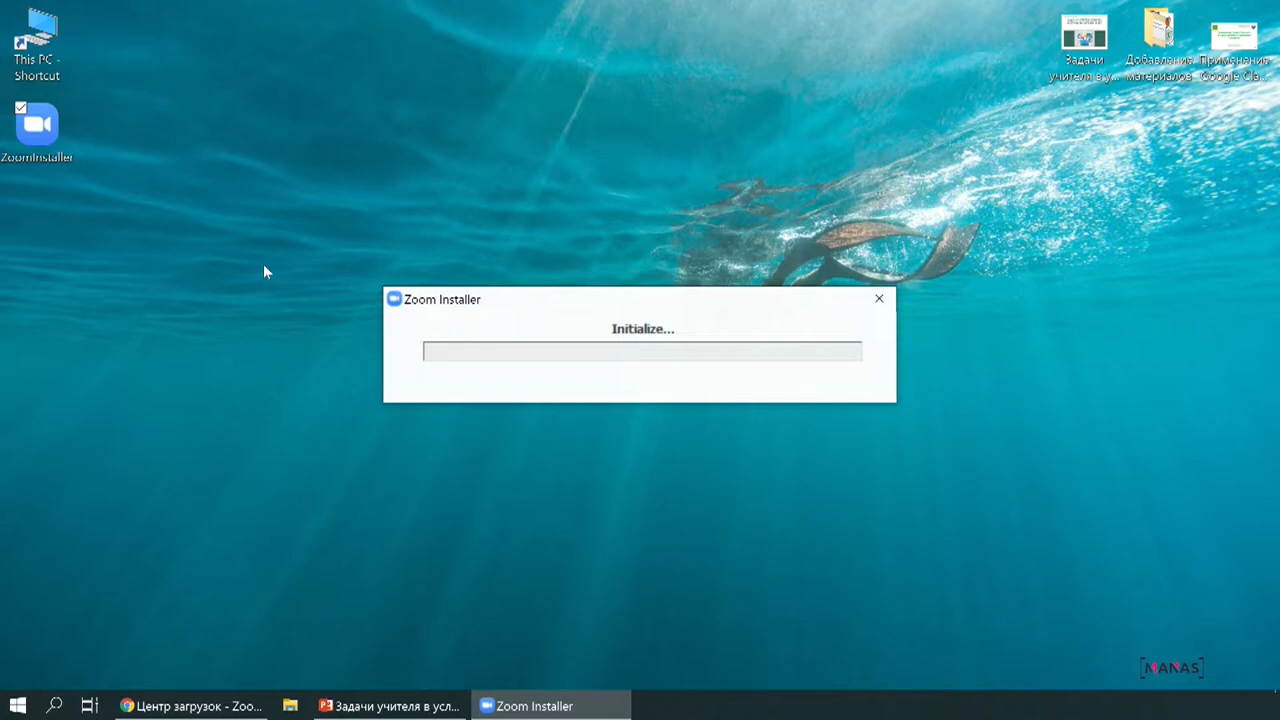 This PC -
Shortcut
ZoomInstaller
Задачи
учителя в у...
Добавление
материалов
Применение
Google Cla...
Zoom Installer
Initialize...
[MANAS]
Центр загрузок - Zoo...
Задачи учителя в усл...
Zoom Installer